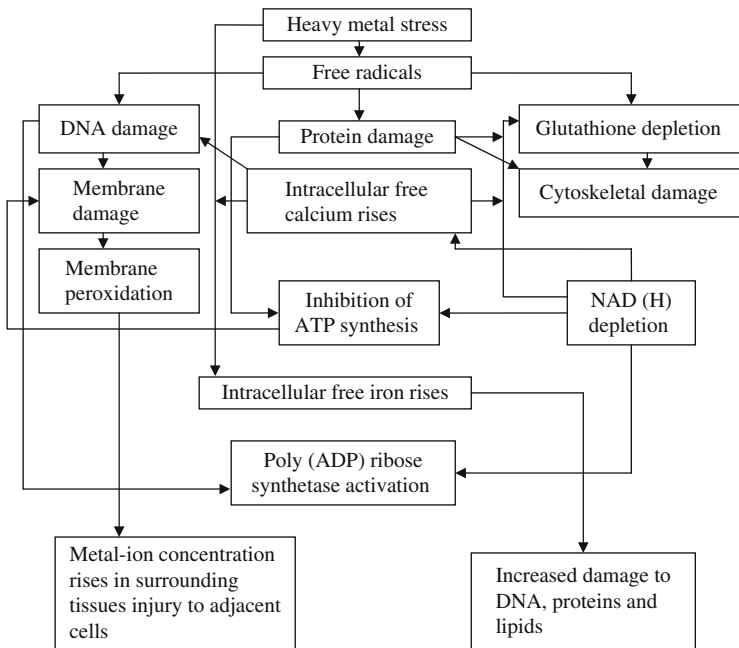 Heavy metal stress
Free radicals
DNA damage
Protein damage
Glutathione depletion
Membrane
damage
Intracellular free
calcium rises
Cytoskeletal damage
Membrane
peroxidation
Inhibition of
ATP synthesis
NAD (H)
depletion
Intracellular free iron rises
Poly (ADP) ribose
synthetase activation
Metal-ion concentration
rises in surrounding
tissues injury to adjacent
cells
Increased damage to
DNA, proteins and
lipids